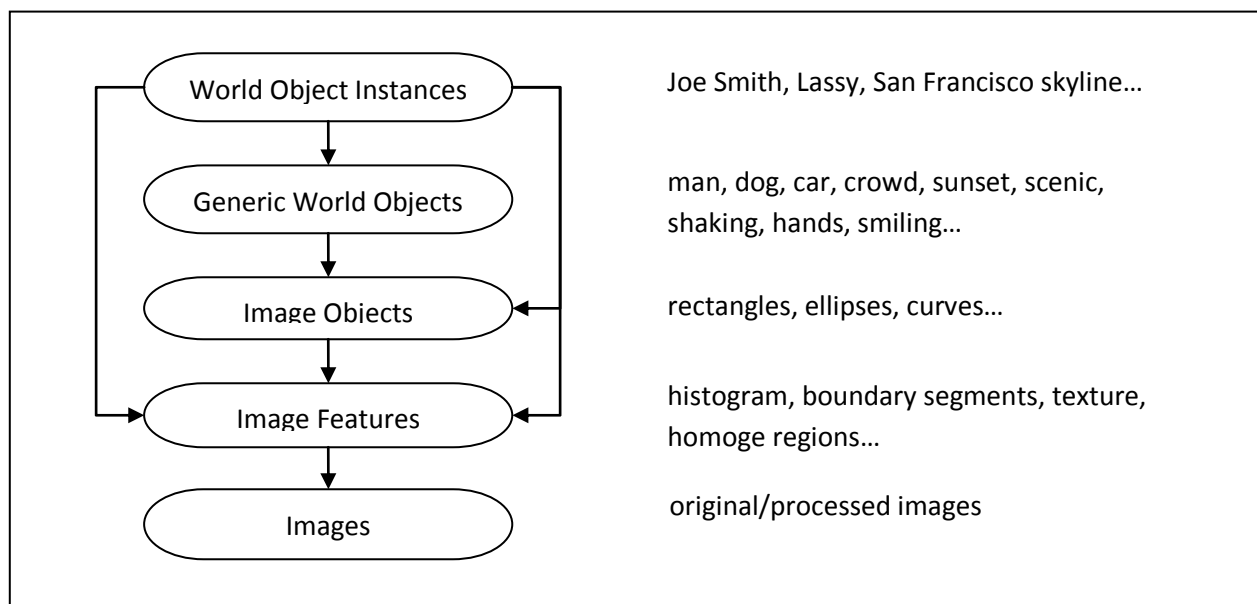 World Object Instances
Joe Smith, Lassy, San Francisco skyline…
Generic World Objects
man, dog, car, crowd, sunset, scenic,
shaking, hands, smiling…
Image Objects
rectangles, ellipses, curves…
Image Features
histogram, boundary segments, texture,
homoge regions…
Images
original/processed images